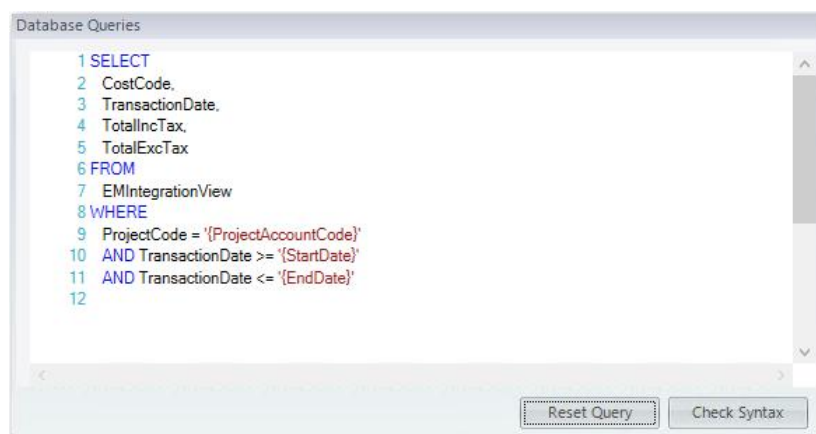 Database Queries
1 SELECT
2 CostCode,
3 TransactionDate,
4 TotalIncTax,
5 TotalExcTax
6 FROM
7 EMIntegrationView
8 WHERE
9 ProjectCode = '{ProjectAccountCode}'
10 AND TransactionDate >= '{StartDate}'
11 AND TransactionDate <= '{EndDate}'
12
Reset Query Check Syntax